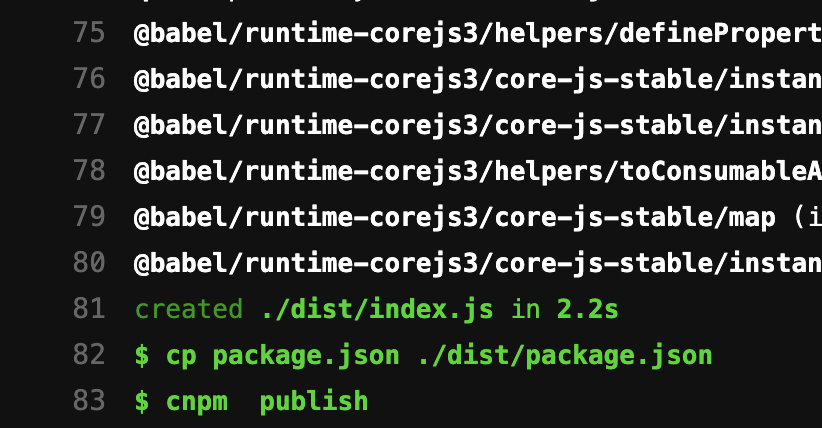 75 @babel/runtime-corejs3/helpers/definePropert
76 @babel/runtime-corejs3/core-js-stable/instan
77 @babel/runtime-corejs3/core-js-stable/instan
78 @babel/runtime-corejs3/helpers/toConsumableA
79 @babel/runtime-corejs3/core-js-stable/map (i
80 @babel/runtime-corejs3/core-js-stable/instan
81 created ./dist/index.js in 2.2s
82 $ cp package.json ./dist/package.json
83 $ cnpm  publish